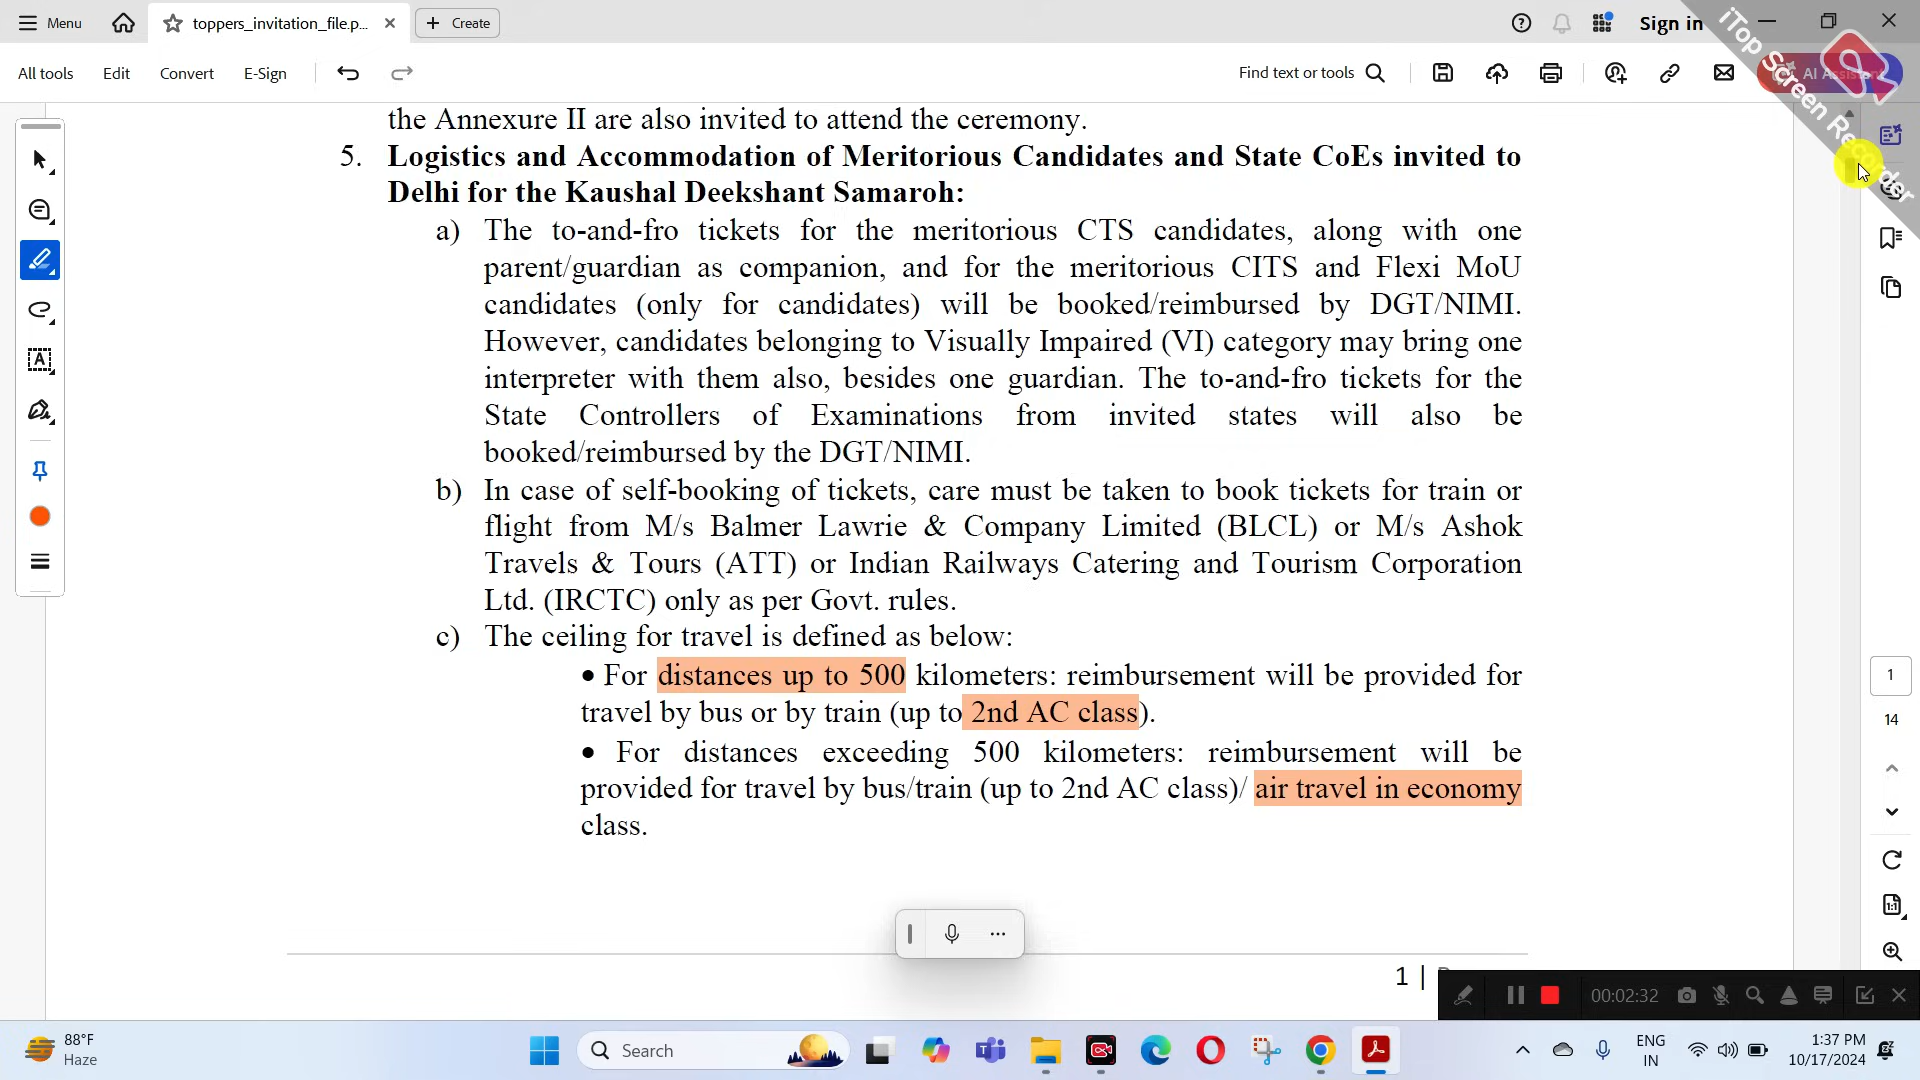 Menu
toppers_invitation_file.p...
Create
Sign in
All tools
Edit
Convert
E-Sign
Find text or tools
AI Assistant
iTop Screen Recorder
the Annexure II are also invited to attend the ceremony.
5. Logistics and Accommodation of Meritorious Candidates and State CoEs invited to
Delhi for the Kaushal Deekshant Samaroh:
a) The to-and-fro tickets for the meritorious CTS candidates, along with one
parent/guardian as companion, and for the meritorious CITS and Flexi MoU
candidates (only for candidates) will be booked/reimbursed by DGT/NIMI.
However, candidates belonging to Visually Impaired (VI) category may bring one
interpreter with them also, besides one guardian. The to-and-fro tickets for the
State Controllers of Examinations from invited states will also be
booked/reimbursed by the DGT/NIMI.
b) In case of self-booking of tickets, care must be taken to book tickets for train or
flight from M/s Balmer Lawrie & Company Limited (BLCL) or M/s Ashok
Travels & Tours (ATT) or Indian Railways Catering and Tourism Corporation
Ltd. (IRCTC) only as per Govt. rules.
c) The ceiling for travel is defined as below:
• For distances up to 500 kilometers: reimbursement will be provided for
travel by bus or by train (up to 2nd AC class).
• For distances exceeding 500 kilometers: reimbursement will be
provided for travel by bus/train (up to 2nd AC class)/ air travel in economy
class.
1 |
1
14
00:02:32
88°F
Haze
Search
ENG
IN
1:37 PM
10/17/2024